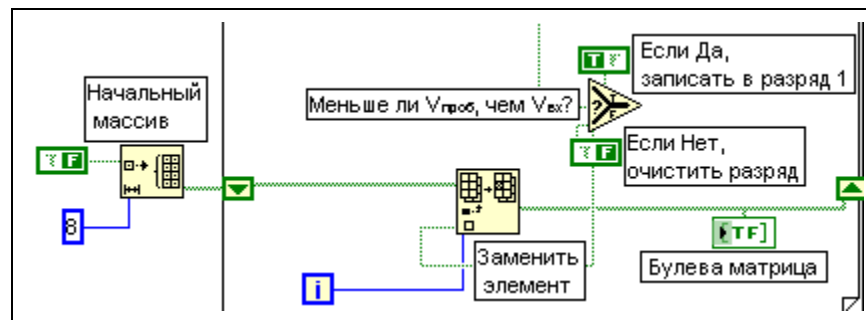 Начальный
массив
F
8
Меньше ли Vпроб, чем Vвх?
T
Если Да,
записать в разряд 1
?
T
F
F
Если Нет,
очистить разряд
Заменить
элемент
i
TF
Булева матрица